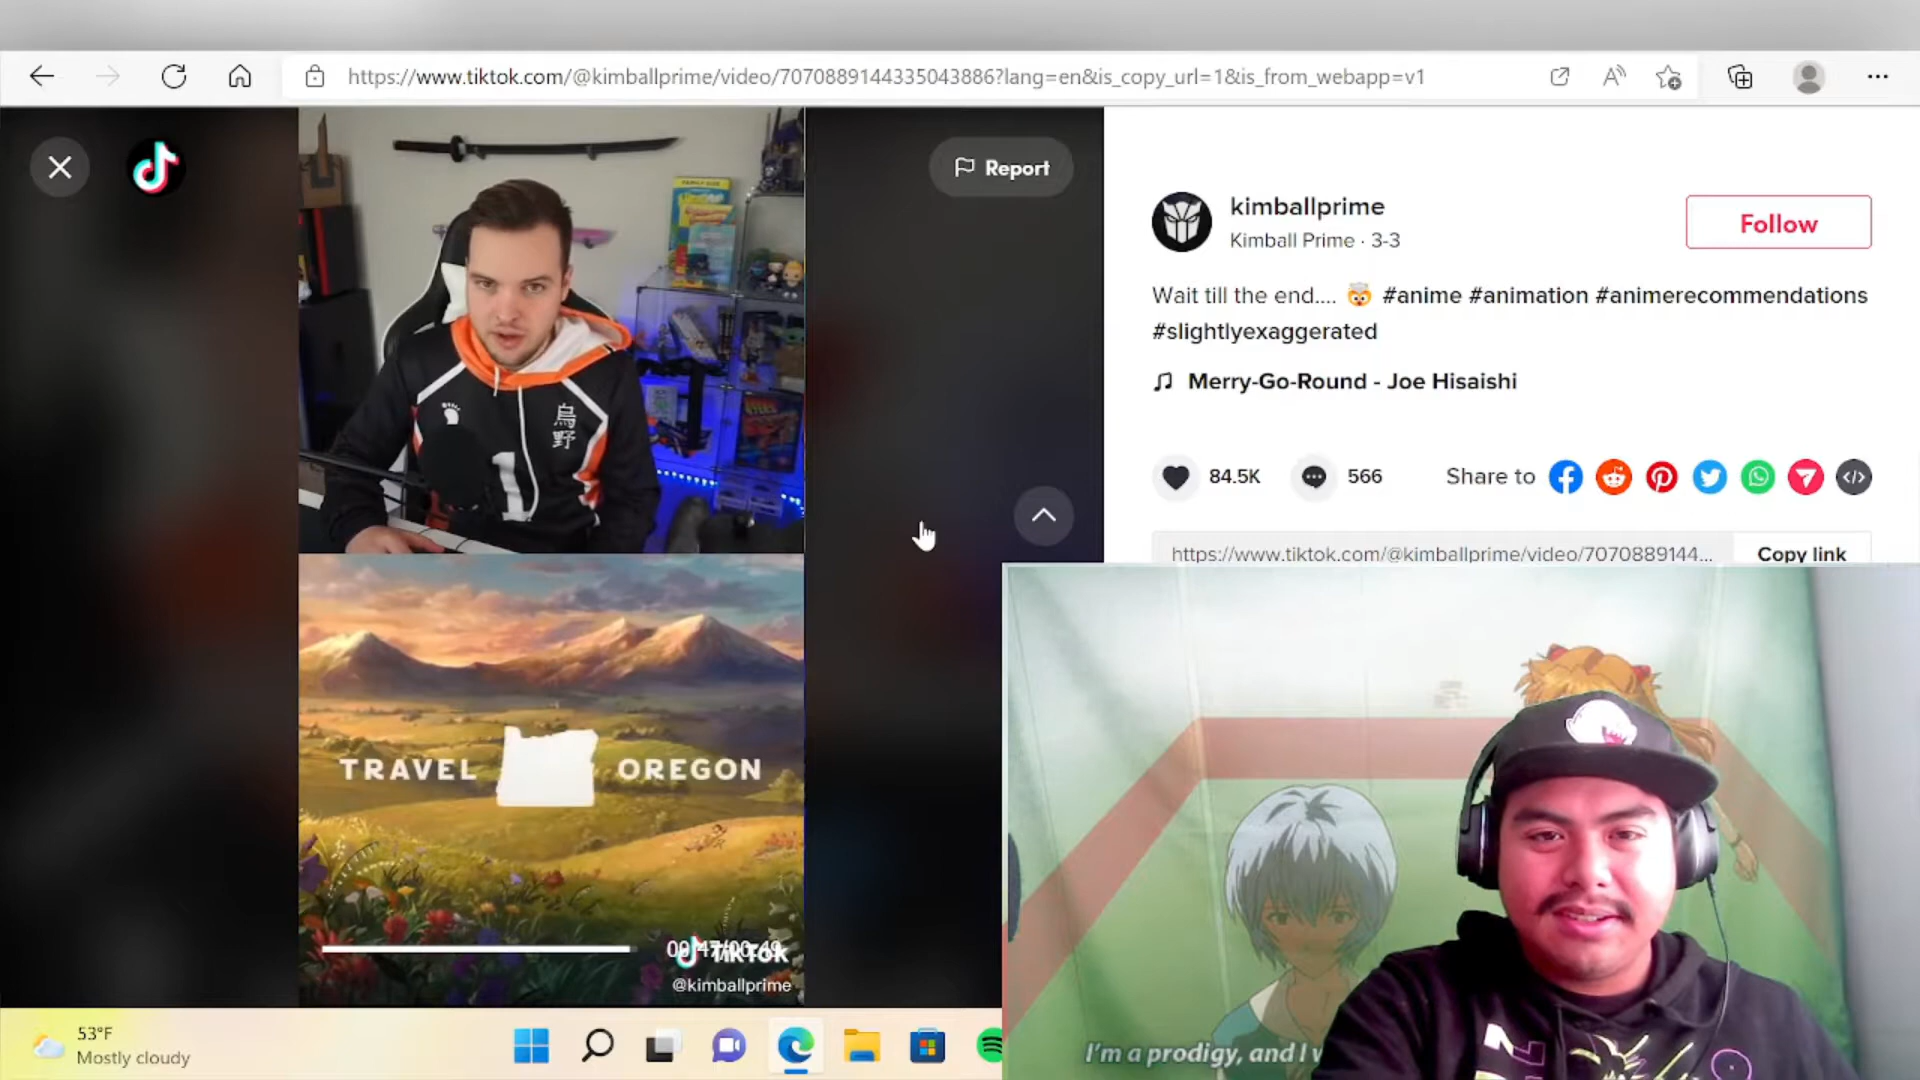 https://www.tiktok.com/@kimballprime/video/7070889144335043886?lang=en&is_copy_url=1&is_from_webapp=v1
Report
kimballprime
Kimball Prime · 3-3
Follow
Wait till the end.... 🤯 #anime #animation #animerecommendations
#slightlyexaggerated
Merry-Go-Round - Joe Hisaishi
84.5K
566
Share to
https://www.tiktok.com/@kimballprime/video/7070889144...
Copy link
烏野
1
TRAVEL OREGON
TikTok
@kimballprime
I'm a prodigy, and I
53°F
Mostly cloudy